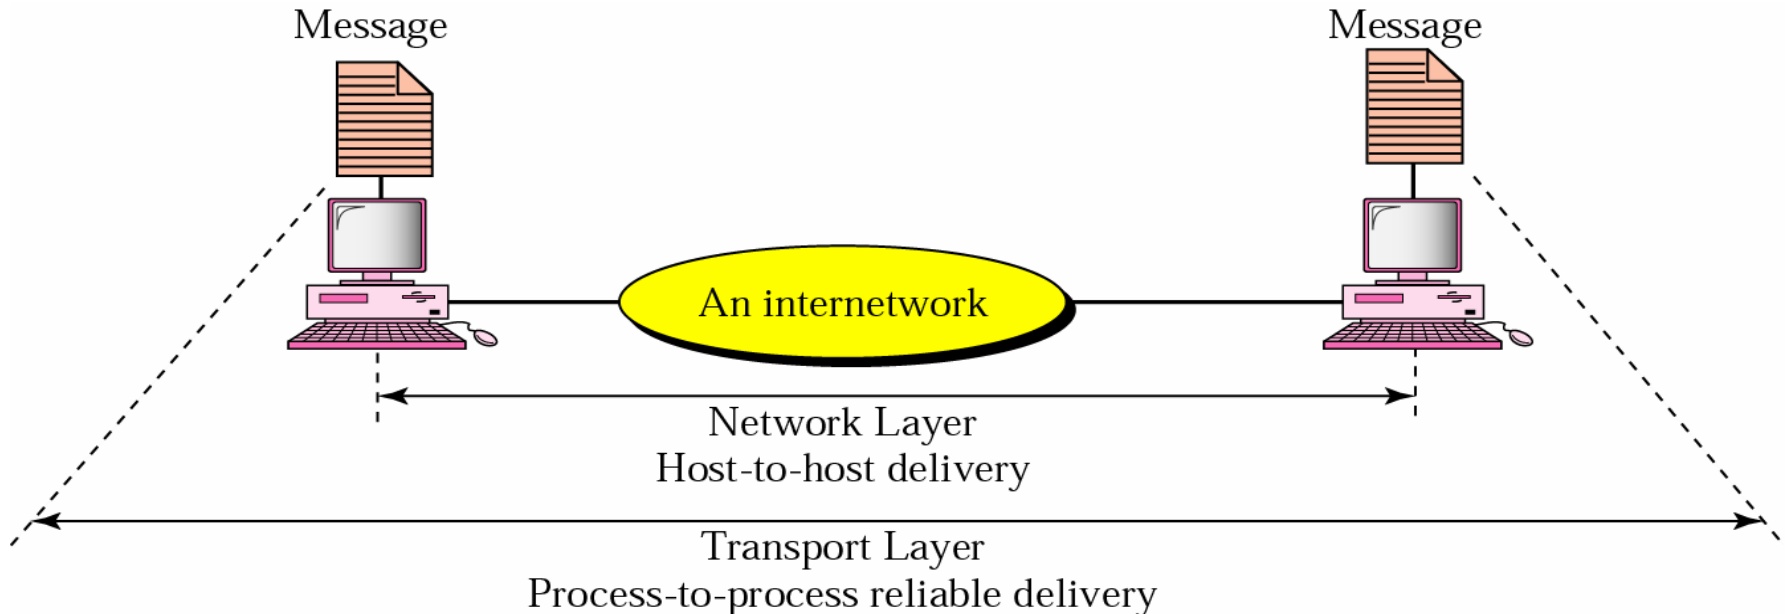 Message
Message
An internetwork
Network Layer
Host-to-host delivery
Transport Layer
Process-to-process reliable delivery